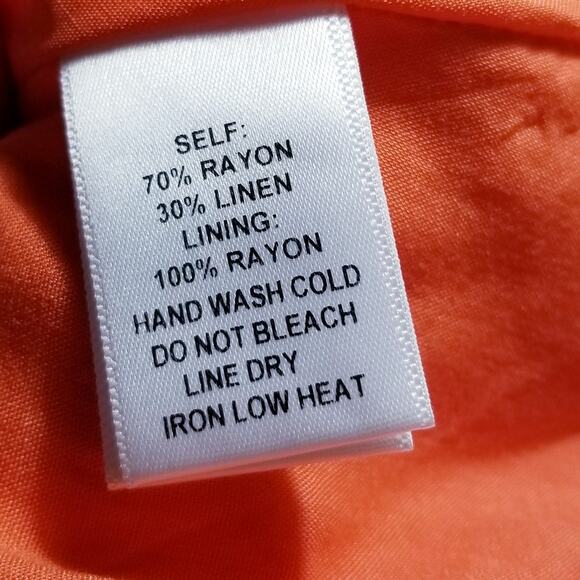 SELF:
70% RAYON
30% LINEN
LINING:
100% RAYON
HAND WASH COLD
DO NOT BLEACH
LINE DRY
IRON LOW HEAT